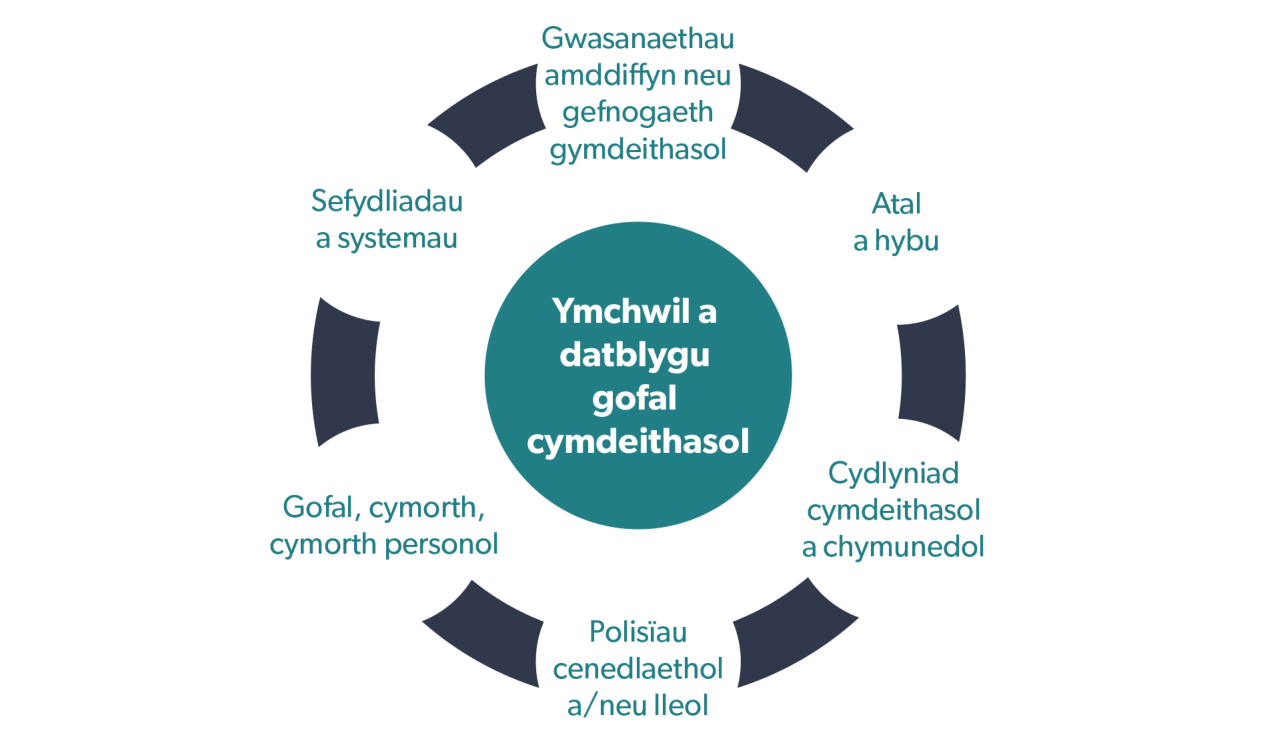 Gwasanaethau
amddiffyn neu
gefnogaeth
gymdeithasol
Sefydliadau
a systemau
Atal
a hybu
Ymchwil a
datblygu
gofal
cymdeithasol
Gofal, cymorth,
cymorth personol
Cydlyniad
cymdeithasol
a chymunedol
Polisïau
cenedlaethol
a/neu lleol